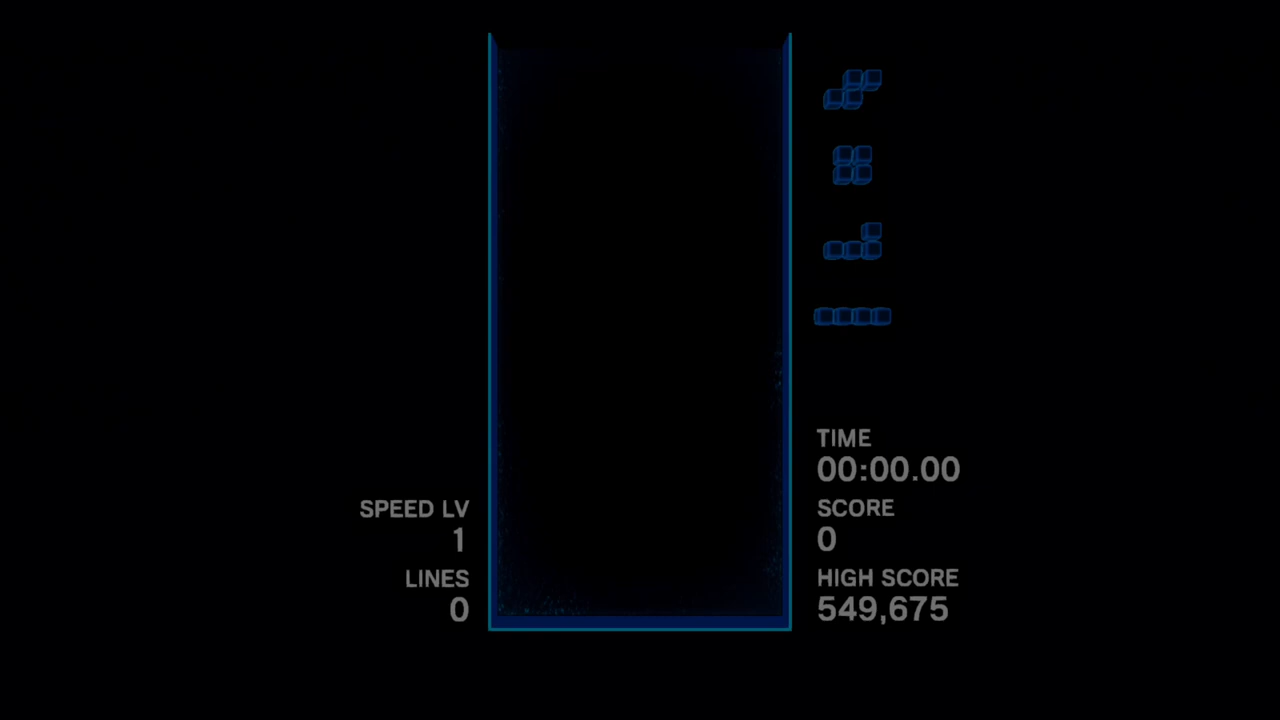 SPEED LV
1
LINES
0
TIME
00:00.00
SCORE
0
HIGH SCORE
549,675